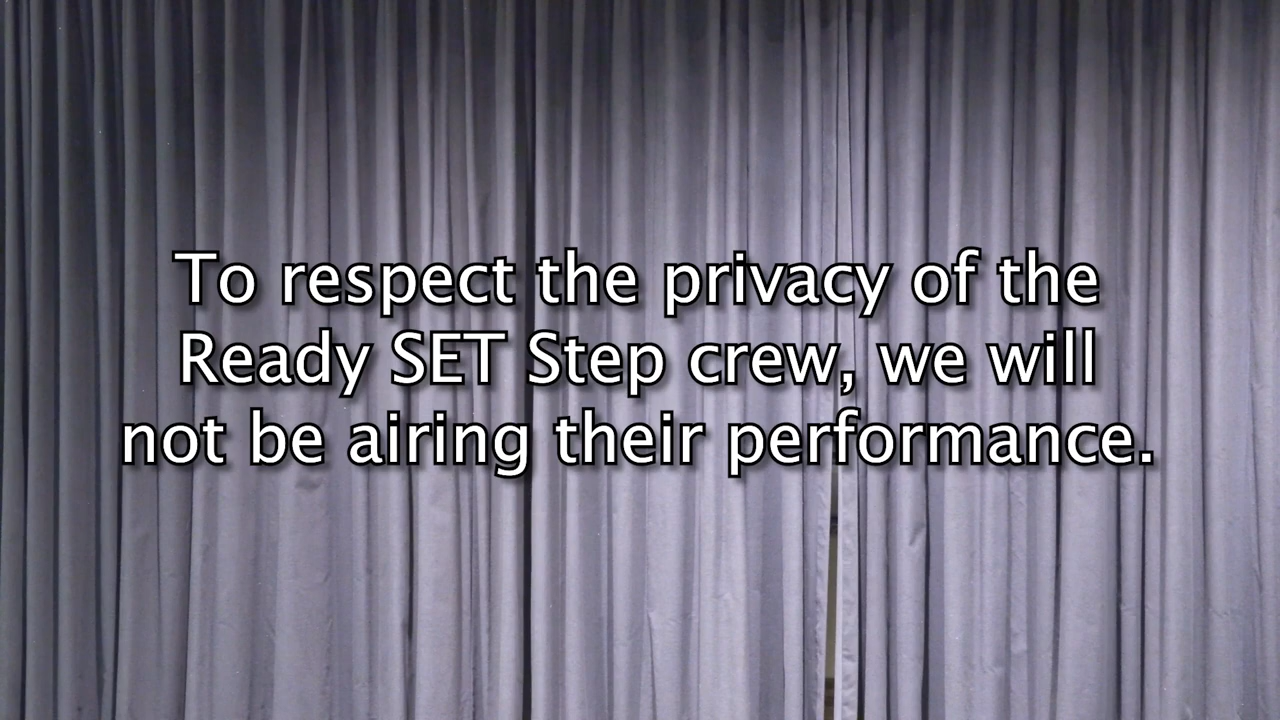 To respect the privacy of the
Ready SET Step crew, we will
not be airing their performance.